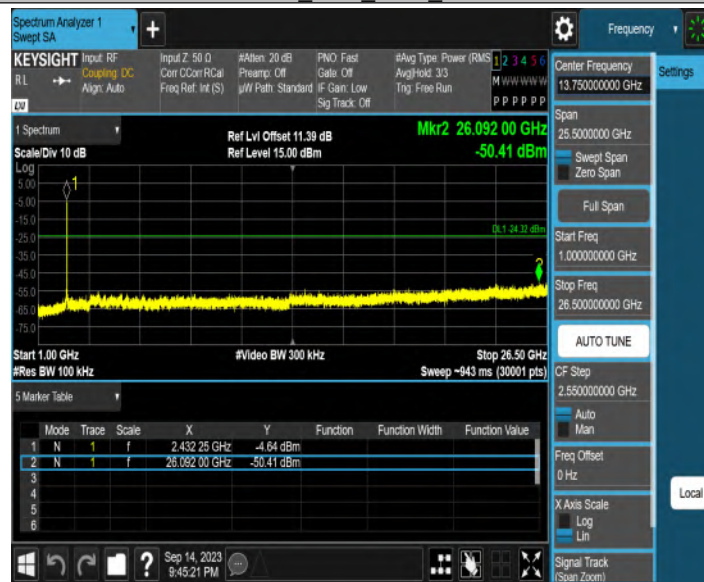 Spectrum Analyzer 1
Swept SA
+
Frequency
KEYSIGHT
RL
LXI
Input: RF
Coupling: DC
Align: Auto
Input Z: 50 Ω
Corr CCorr RCal
Freq Ref: Int (S)
#Atten: 20 dB
Preamp: Off
µW Path: Standard
PNO: Fast
Gate: Off
IF Gain: Low
Sig Track: Off
#Avg Type: Power (RMS
Avg|Hold: 3/3
Trig: Free Run
1 2 3 4 5 6
M W W W W W
P P P P P P
1 Spectrum
Scale/Div 10 dB
Log
Ref Lvl Offset 11.39 dB
Ref Level 15.00 dBm
Mkr2 26.092 00 GHz
-50.41 dBm
5.00
-5.00
-15.0
-25.0
-35.0
-45.0
-55.0
-65.0
-75.0
1
DL1 -24.32 dBm
2
Start 1.00 GHz
#Res BW 100 kHz
#Video BW 300 kHz
Stop 26.50 GHz
Sweep ~943 ms (30001 pts)
5 Marker Table
Mode Trace Scale X Y Function Function Width Function Value
1 N 1 f 2.432 25 GHz -4.64 dBm
2 N 1 f 26.092 00 GHz -50.41 dBm
3
4
5
6
?
Sep 14, 2023
9:45:21 PM
Center Frequency
13.750000000 GHz
Span
25.5000000 GHz
Swept Span
Zero Span
Full Span
Start Freq
1.000000000 GHz
Stop Freq
26.500000000 GHz
AUTO TUNE
CF Step
2.550000000 GHz
Auto
Man
Freq Offset
0 Hz
X Axis Scale
Log
Lin
Signal Track
(Span Zoom)
Settings
Local